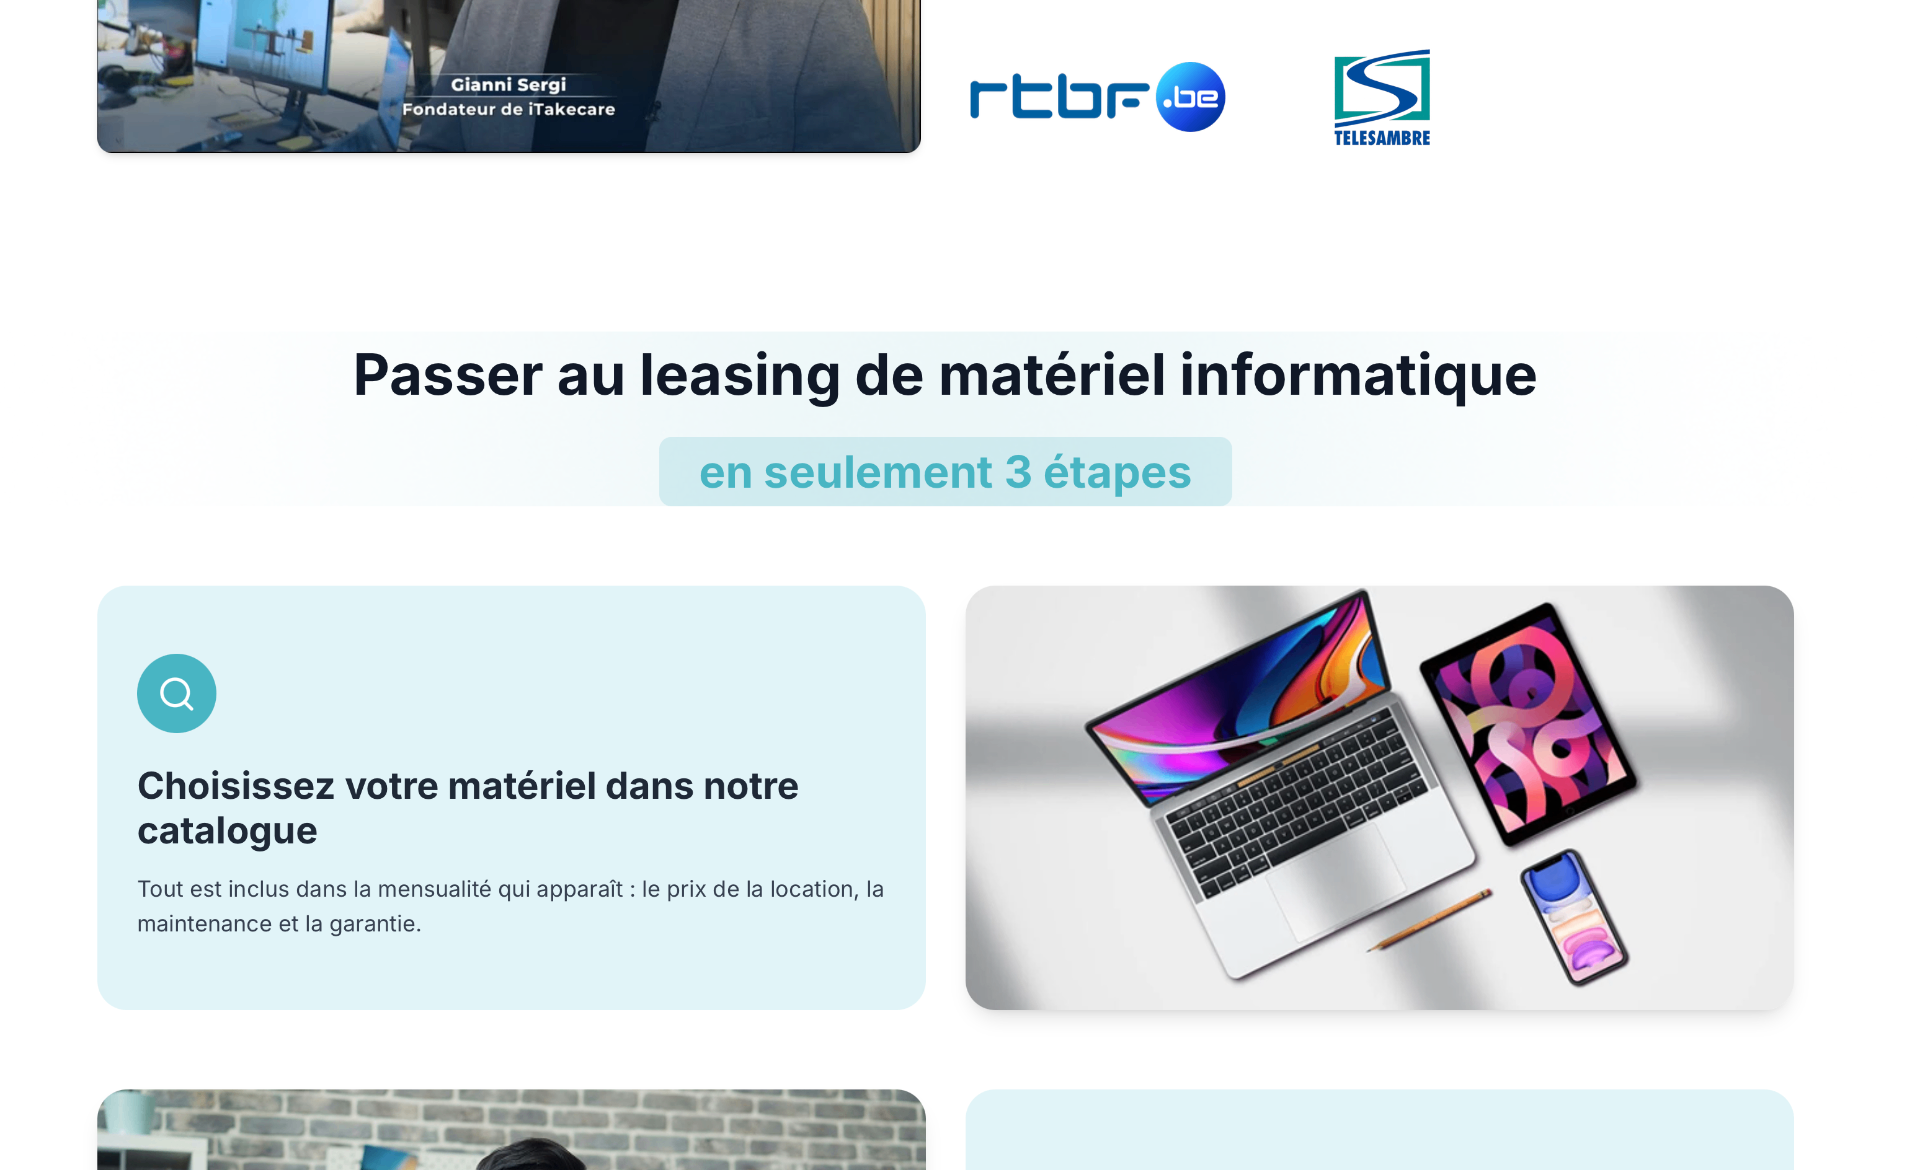 Gianni Sergi
Fondateur de iTakecare
rtbf.be
TELESAMBRE
Passer au leasing de matériel informatique
en seulement 3 étapes
Choisissez votre matériel dans notre
catalogue
Tout est inclus dans la mensualité qui apparaît : le prix de la location, la
maintenance et la garantie.